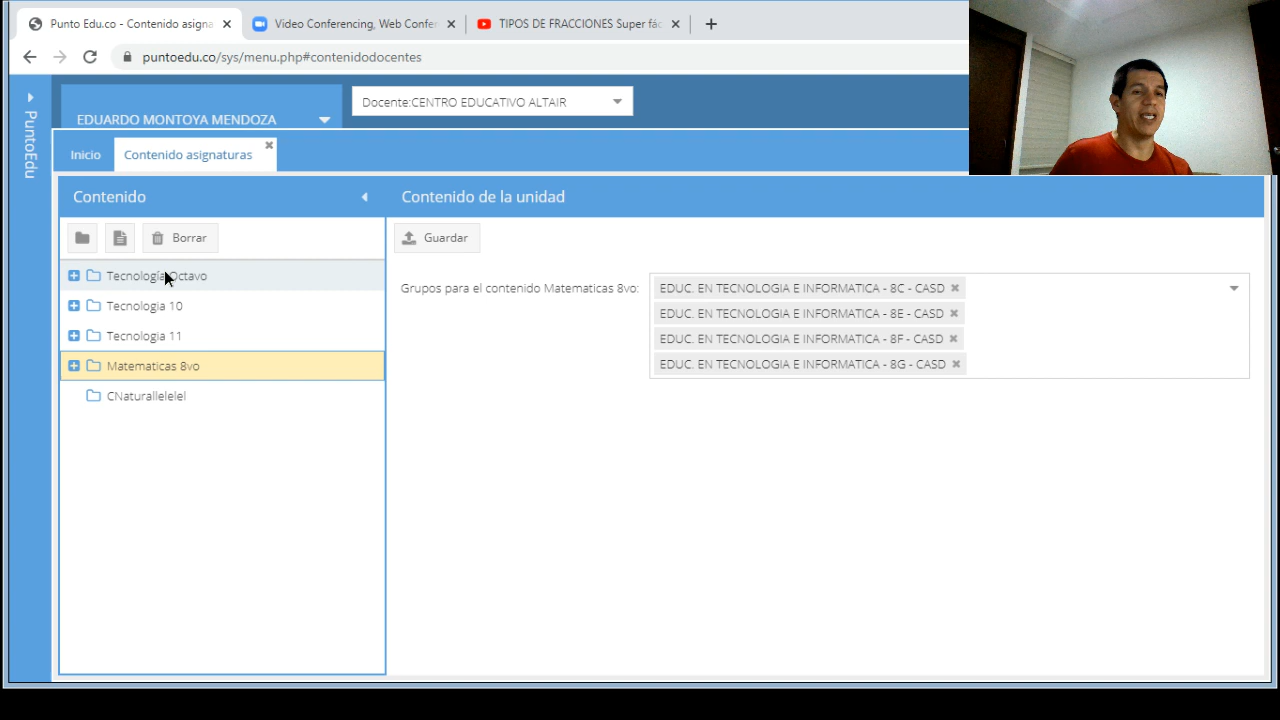 Punto Edu.co - Contenido asigna
Video Conferencing, Web Confer
TIPOS DE FRACCIONES Super fác
puntoedu.co/sys/menu.php#contenidodocentes
PuntoEdu
EDUARDO MONTOYA MENDOZA
Docente:CENTRO EDUCATIVO ALTAIR
Inicio
Contenido asignaturas
Contenido
Contenido de la unidad
Borrar
Guardar
Tecnología Octavo
Tecnologia 10
Tecnologia 11
Matematicas 8vo
CNaturallelelel
Grupos para el contenido Matematicas 8vo:
EDUC. EN TECNOLOGIA E INFORMATICA - 8C - CASD
EDUC. EN TECNOLOGIA E INFORMATICA - 8E - CASD
EDUC. EN TECNOLOGIA E INFORMATICA - 8F - CASD
EDUC. EN TECNOLOGIA E INFORMATICA - 8G - CASD